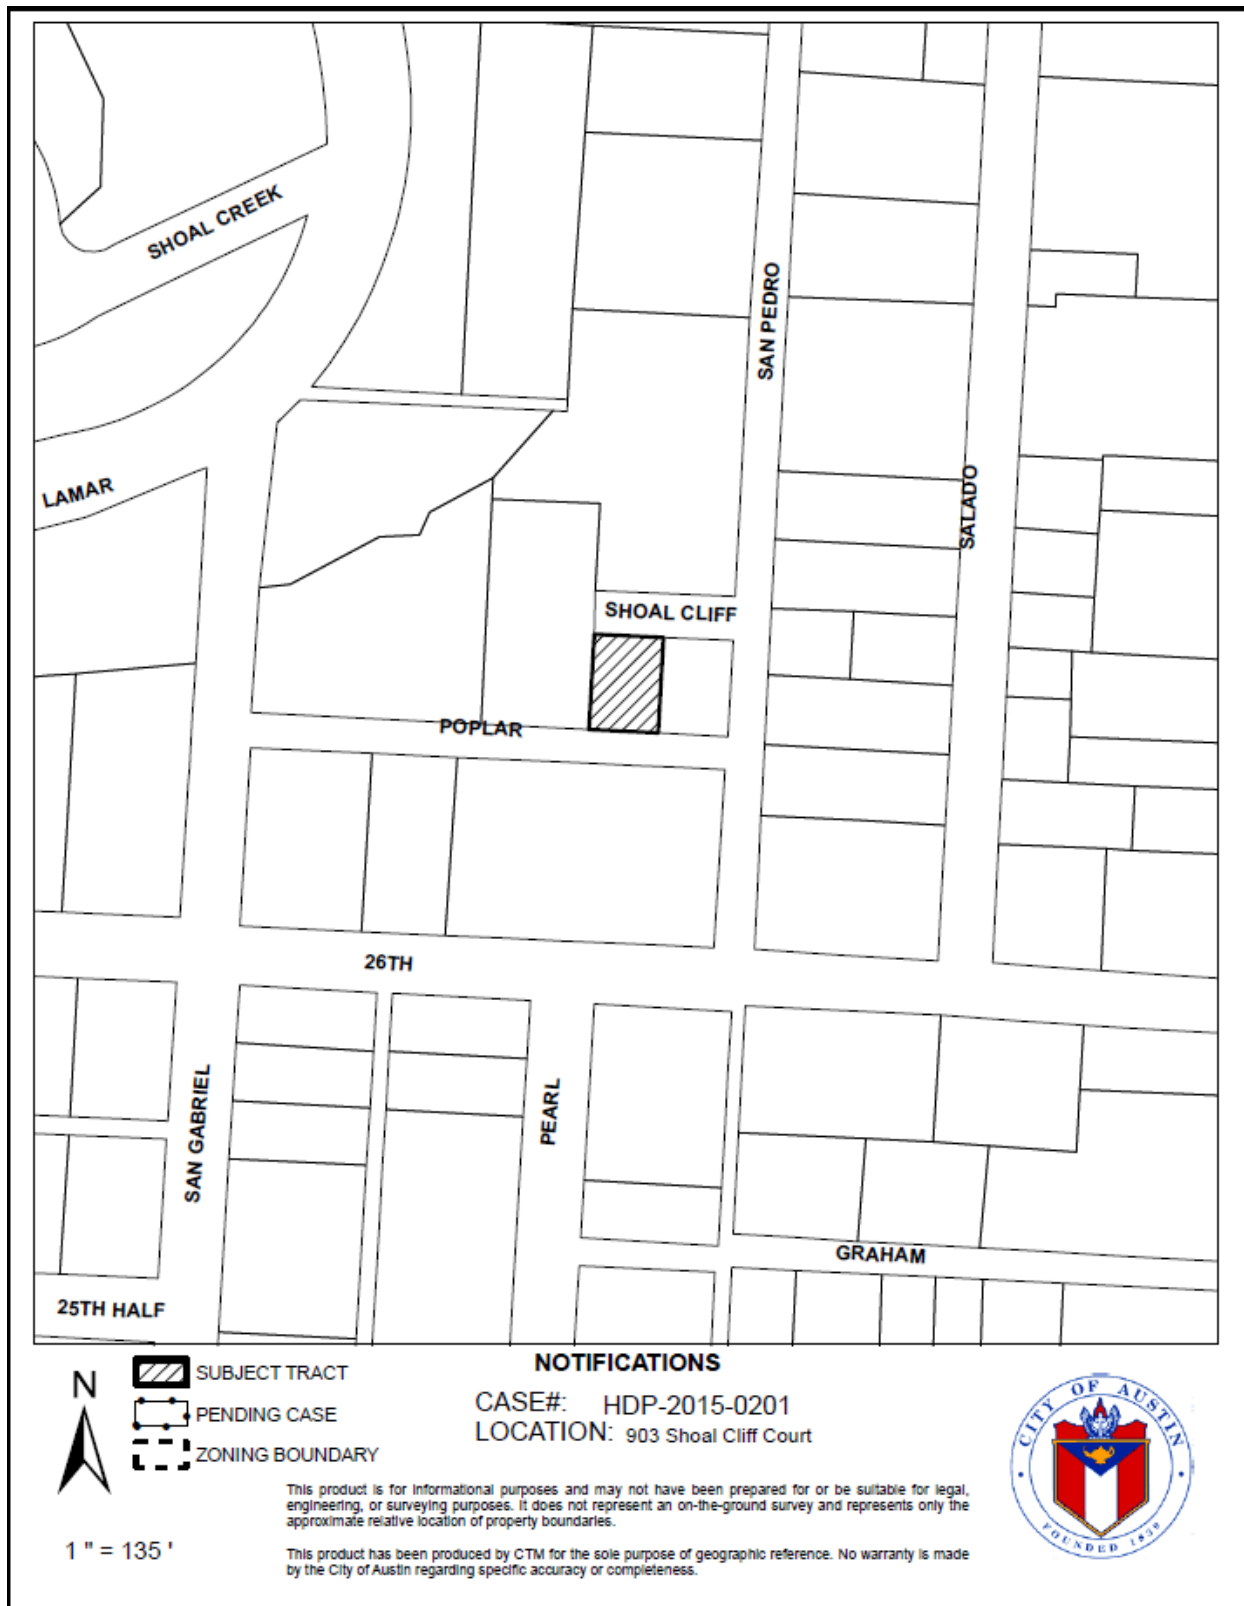 SHOAL CREEK
SAN PEDRO
LAMAR
SALADO
SHOAL CLIFF
POPLAR
26TH
SAN GABRIEL
PEARL
GRAHAM
25TH HALF
N
SUBJECT TRACT
PENDING CASE
ZONING BOUNDARY
1 " = 135 '
NOTIFICATIONS
CASE#: HDP-2015-0201
LOCATION: 903 Shoal Cliff Court
This product is for informational purposes and may not have been prepared for or be suitable for legal,
engineering, or surveying purposes. It does not represent an on-the-ground survey and represents only the
approximate relative location of property boundaries.
This product has been produced by CTM for the sole purpose of geographic reference. No warranty is made
by the City of Austin regarding specific accuracy or completeness.
CITY OF AUSTIN
FOUNDED 1839